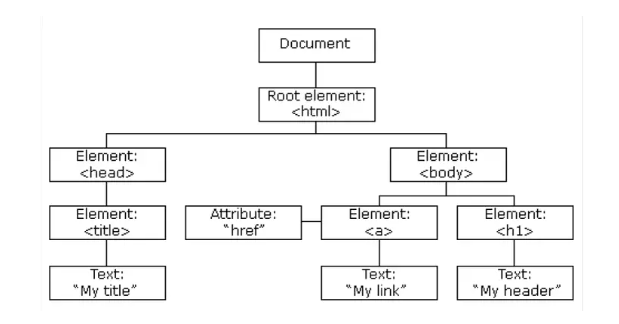 Document
Root element:
<html>
Element:
<head>
Element:
<body>
Element:
<title>
Attribute:
"href"
Element:
<a>
Element:
<h1>
Text:
"My title"
Text:
"My link"
Text:
"My header"